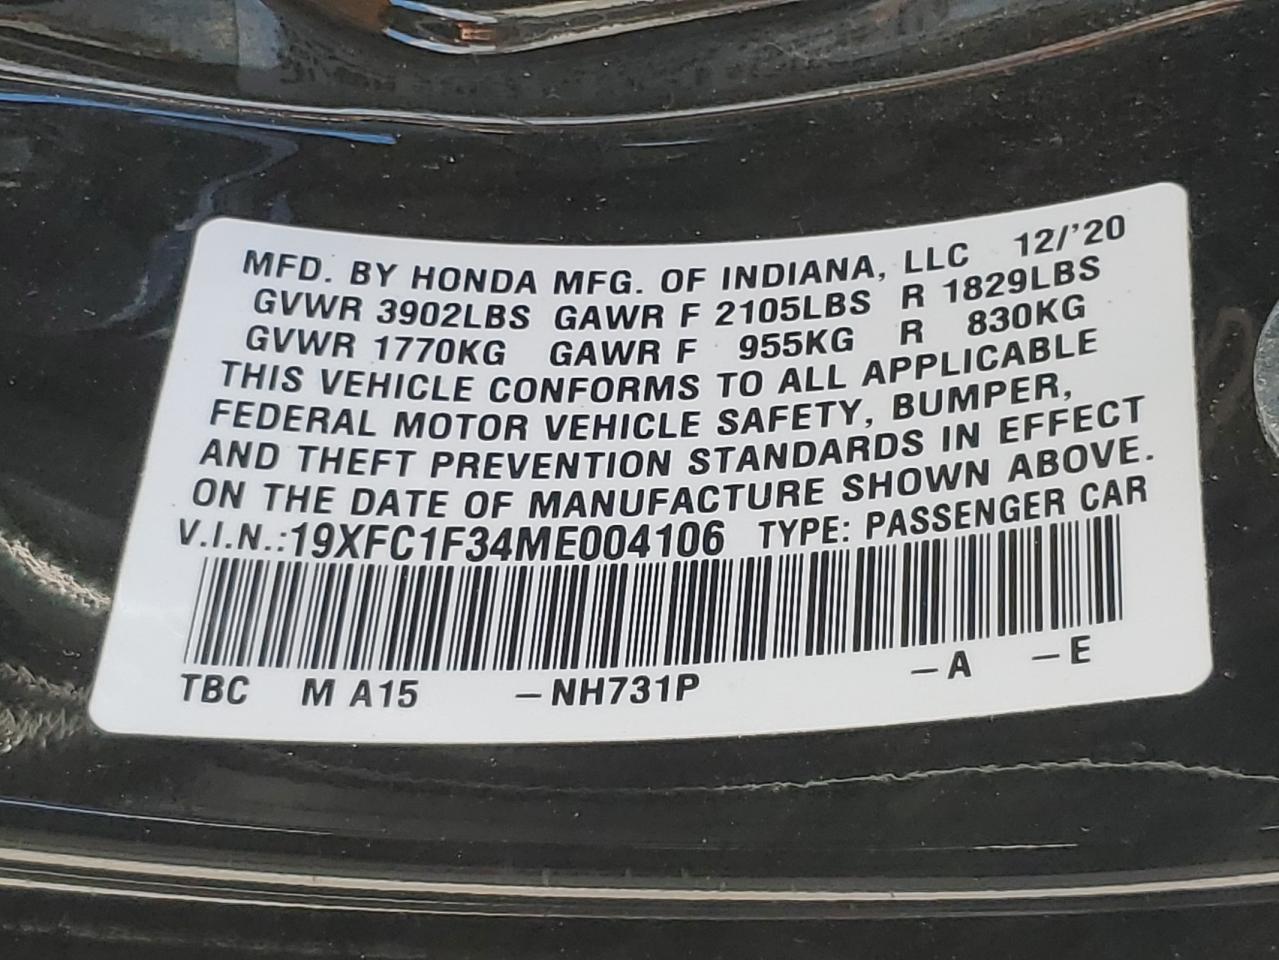 MFD. BY HONDA MFG. OF INDIANA, LLC 12/'20
GVWR 3902LBS GAWR F 2105LBS R 1829LBS
GVWR 1770KG GAWR F 955KG R 830KG
THIS VEHICLE CONFORMS TO ALL APPLICABLE
FEDERAL MOTOR VEHICLE SAFETY, BUMPER,
AND THEFT PREVENTION STANDARDS IN EFFECT
ON THE DATE OF MANUFACTURE SHOWN ABOVE.
V.I.N.:19XFC1F34ME004106 TYPE: PASSENGER CAR
TBC M A15 –NH731P –A –E